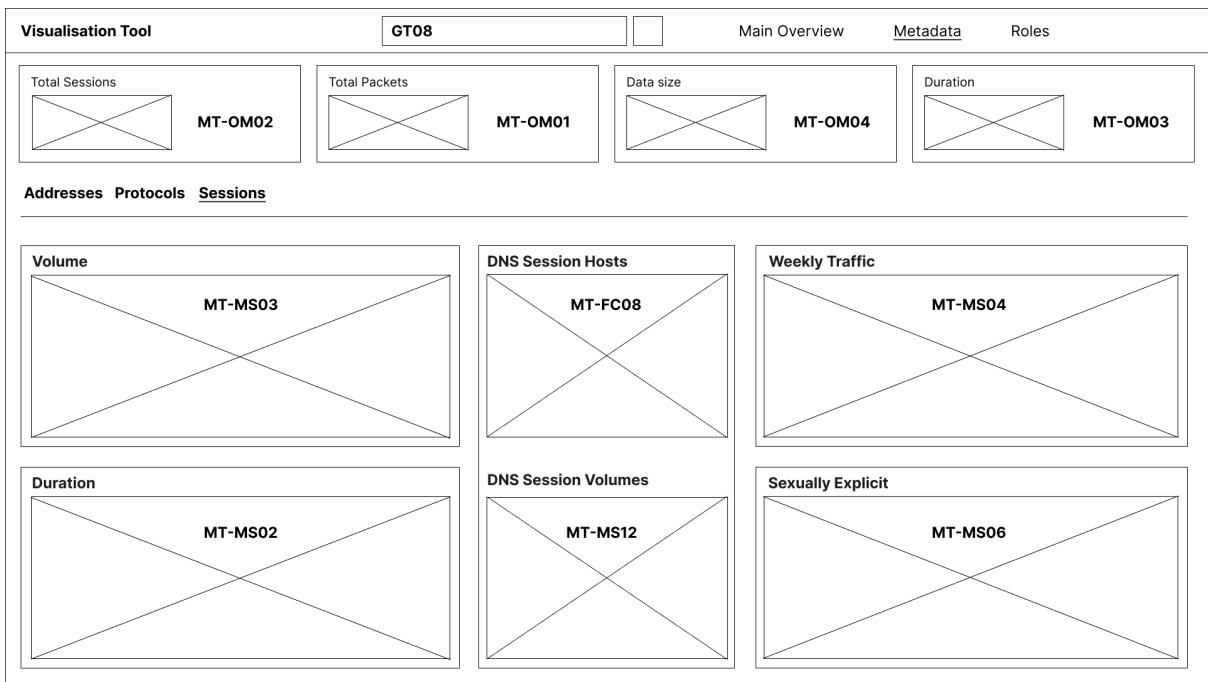 Visualisation Tool
GT08
Main Overview
Metadata
Roles
Total Sessions
MT-OM02
Total Packets
MT-OM01
Data size
MT-OM04
Duration
MT-OM03
Addresses Protocols Sessions
Volume
MT-MS03
DNS Session Hosts
MT-FC08
Weekly Traffic
MT-MS04
Duration
MT-MS02
DNS Session Volumes
MT-MS12
Sexually Explicit
MT-MS06